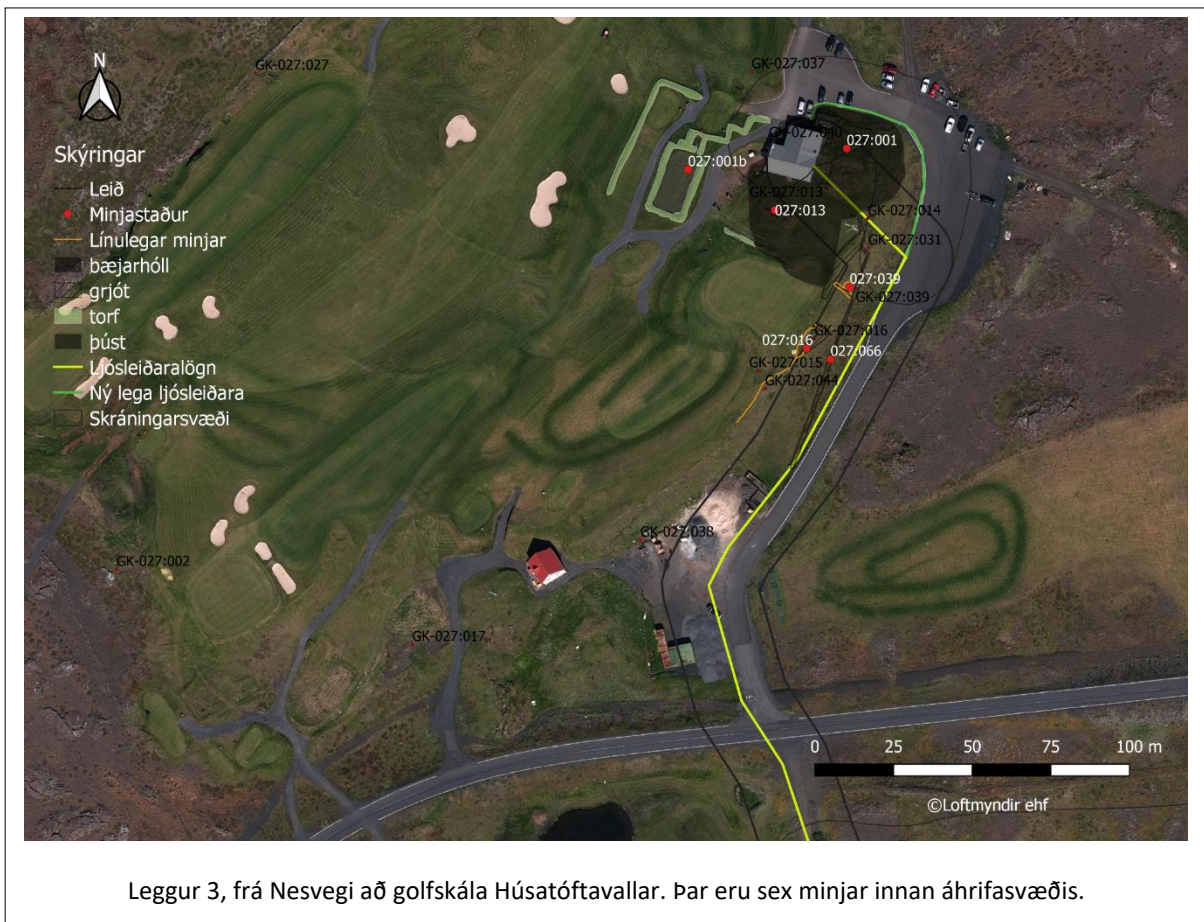 N
Skýringar
Leið
Minjastaður
Línulegar minjar
bæjarhóll
grjót
torf
þúst
Ljósleiðaralögn
Ný lega ljósleiðara
Skráningarsvæði
GK-027:027
GK-027:037
GK-027:040
027:001
027:001b
GK-027:013
027:013
GK-027:014
GK-027:031
027:039
GK-027:039
GK-027:016
027:016
027:066
GK-027:015
GK-027:044
GK-027:038
GK-027:002
GK-027:017
0 25 50 75 100 m
©Loftmyndir ehf
Leggur 3, frá Nesvegi að golfskála Húsatóftavallar. Þar eru sex minjar innan áhrifasvæðis.